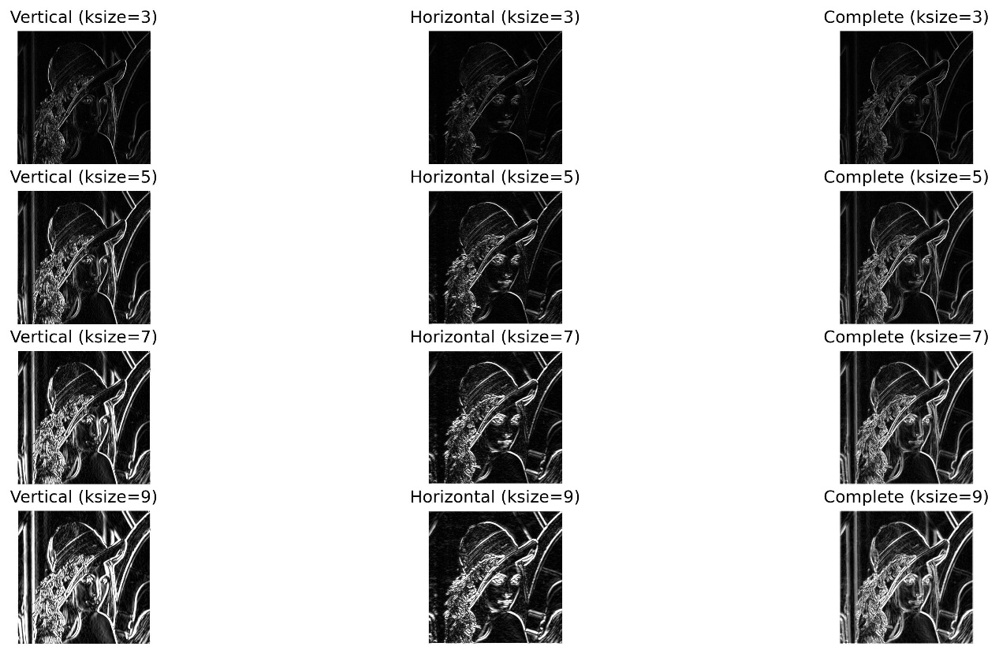 Vertical (ksize=3)
Horizontal (ksize=3)
Complete (ksize=3)
Vertical (ksize=5)
Horizontal (ksize=5)
Complete (ksize=5)
Vertical (ksize=7)
Horizontal (ksize=7)
Complete (ksize=7)
Vertical (ksize=9)
Horizontal (ksize=9)
Complete (ksize=9)